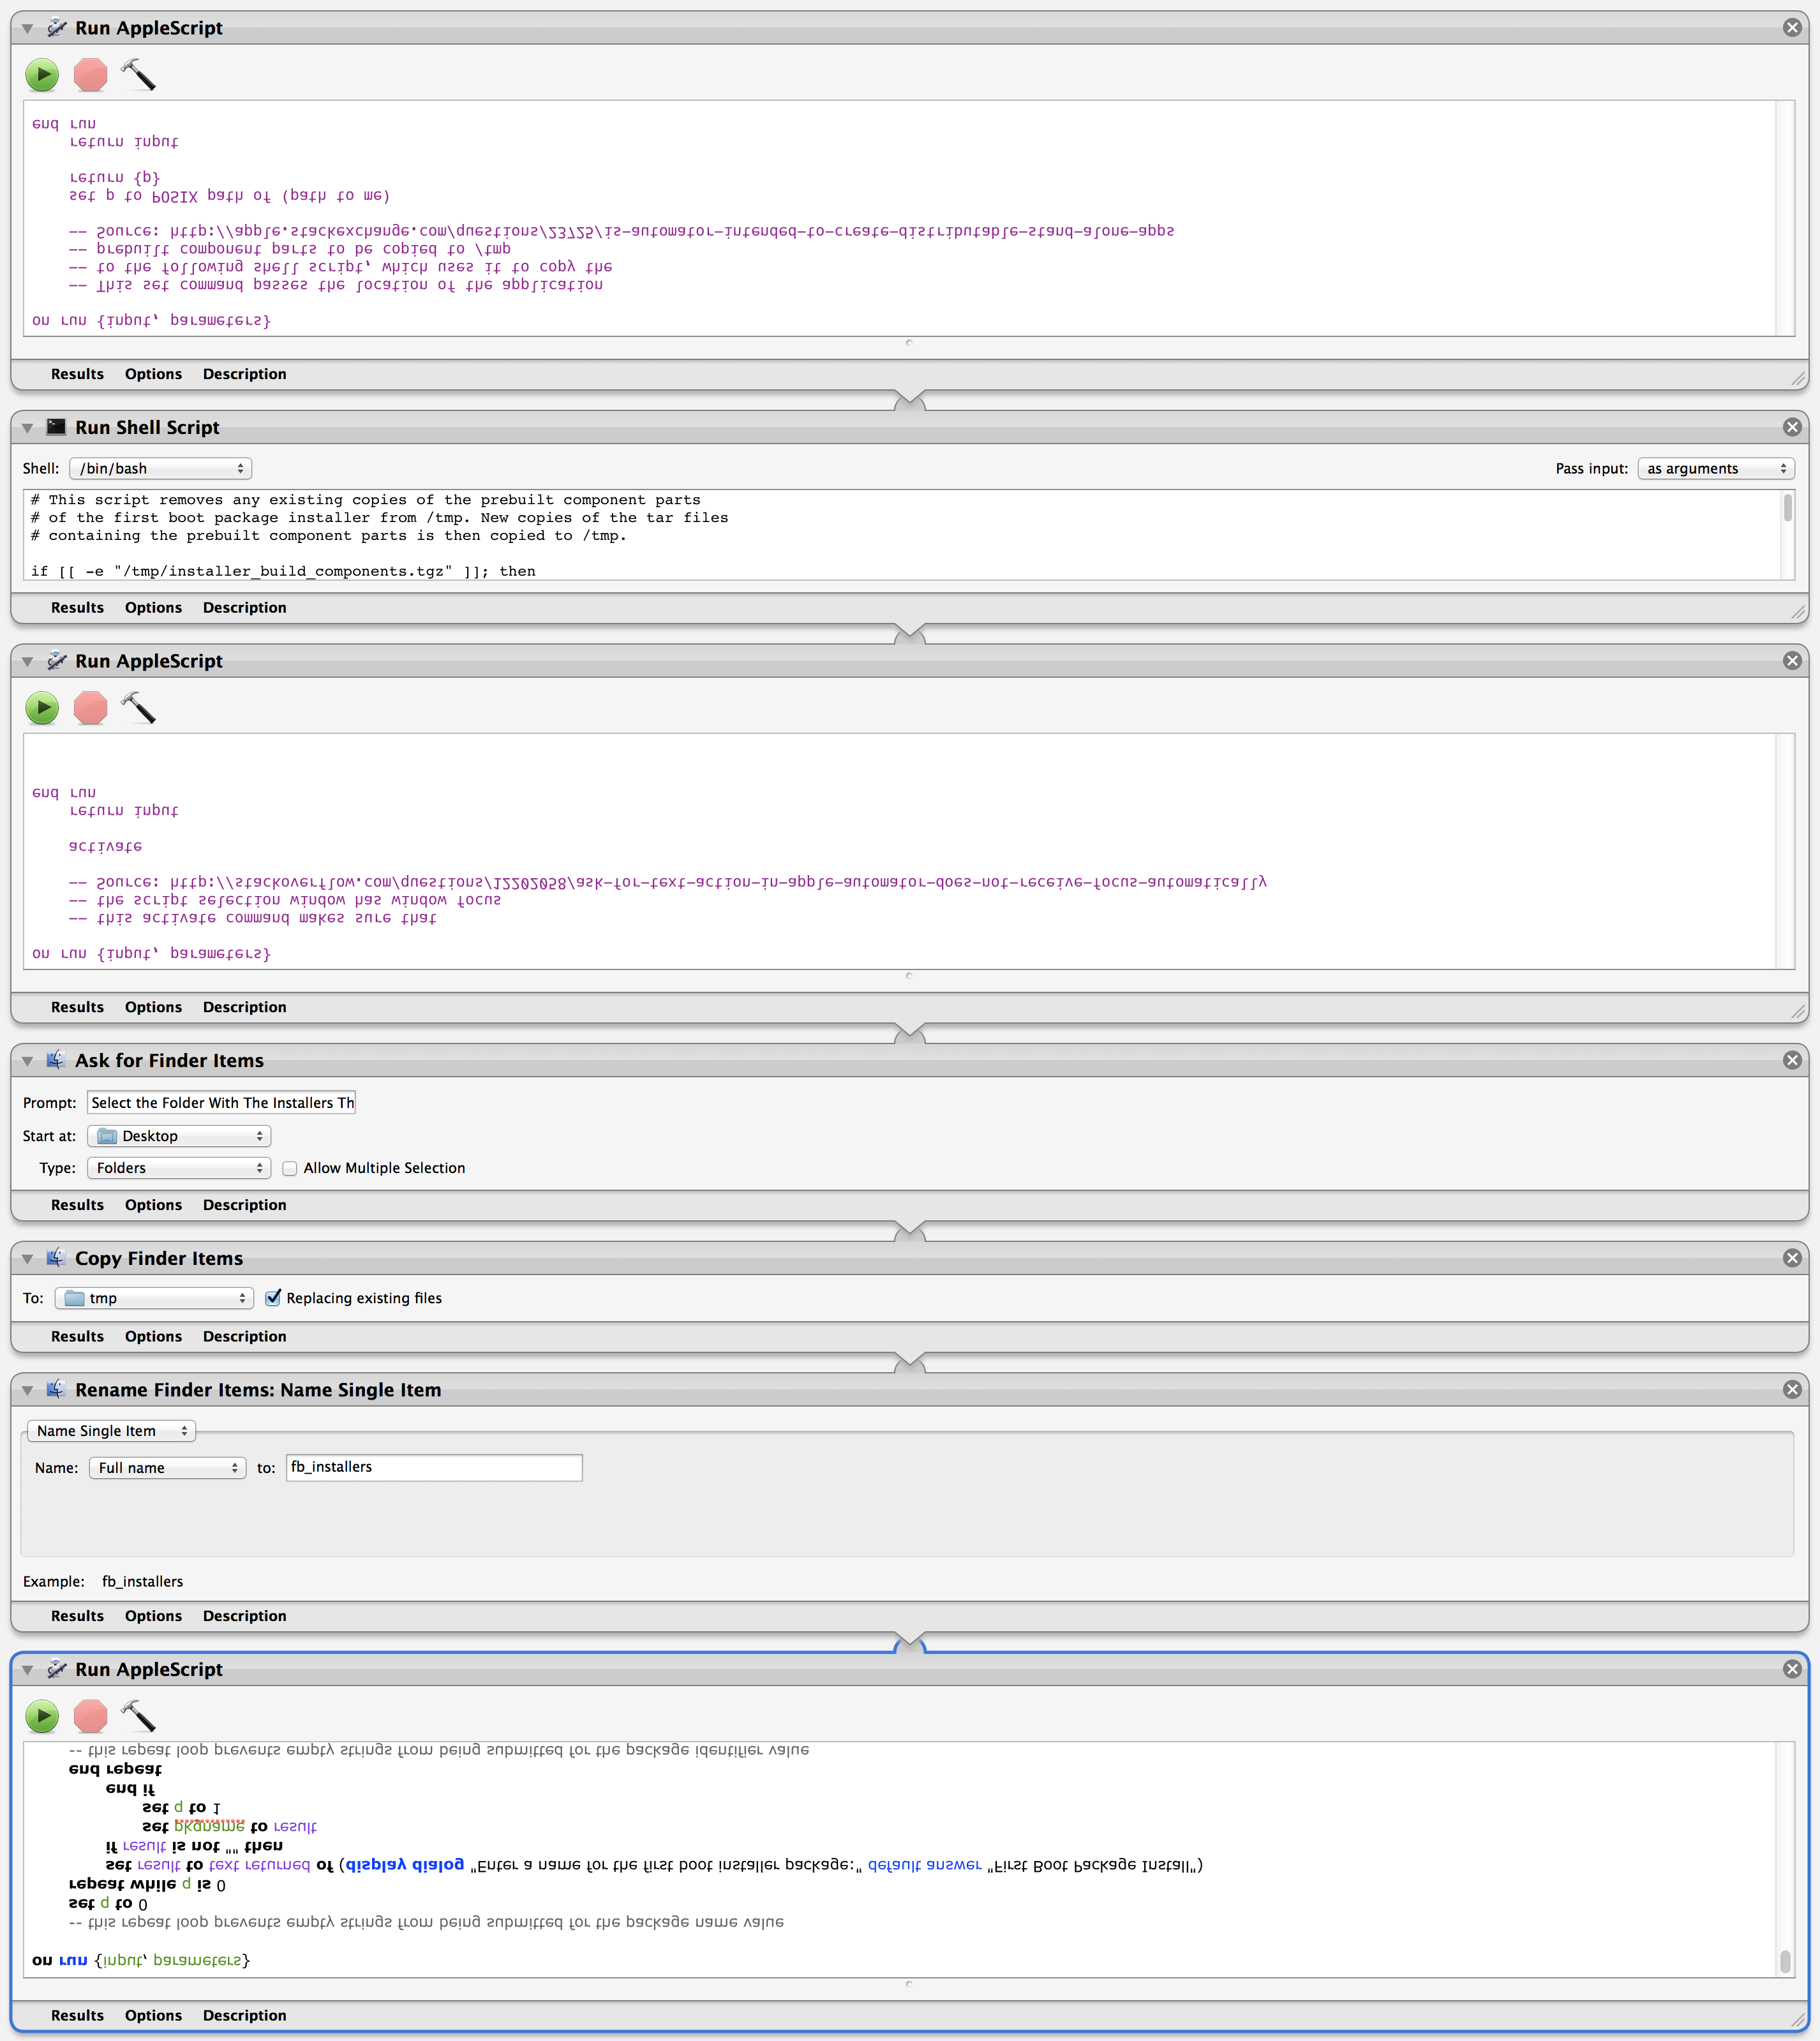 Run AppleScript
on run {input, parameters}
-- This set command passes the location of the application
-- to the following shell script, which uses it to copy the
-- prebuilt component parts to be copied to /tmp
-- Source: http://apple.stackexchange.com/questions/23725/is-automator-intended-to-create-distributable-stand-alone-apps
set p to POSIX path of (path to me)
return {p}
return input
end run
Results Options Description
Run Shell Script
Shell: /bin/bash Pass input: as arguments
# This script removes any existing copies of the prebuilt component parts
# of the first boot package installer from /tmp. New copies of the tar files
# containing the prebuilt component parts is then copied to /tmp.
if [[ -e "/tmp/installer_build_components.tgz" ]]; then
Results Options Description
Run AppleScript
on run {input, parameters}
-- this activate command makes sure that
-- the script selection window has window focus
-- Source: http://stackoverflow.com/questions/12202058/ask-for-text-action-in-apple-automator-does-not-receive-focus-automatically
activate
return input
end run
Results Options Description
Ask for Finder Items
Prompt: Select the Folder With The Installers Th
Start at: Desktop
Type: Folders Allow Multiple Selection
Results Options Description
Copy Finder Items
To: tmp Replacing existing files
Results Options Description
Rename Finder Items: Name Single Item
Name Single Item
Name: Full name to: fb_installers
Example: fb_installers
Results Options Description
Run AppleScript
on run {input, parameters}
-- this repeat loop prevents empty strings from being submitted for the package name value
set q to 0
repeat while q is 0
set result to text returned of (display dialog "Enter a name for the first boot installer package:" default answer "First Boot Package Install")
if result is not "" then
set pkgname to result
set q to 1
end if
end repeat
-- this repeat loop prevents empty strings from being submitted for the package identifier value
Results Options Description